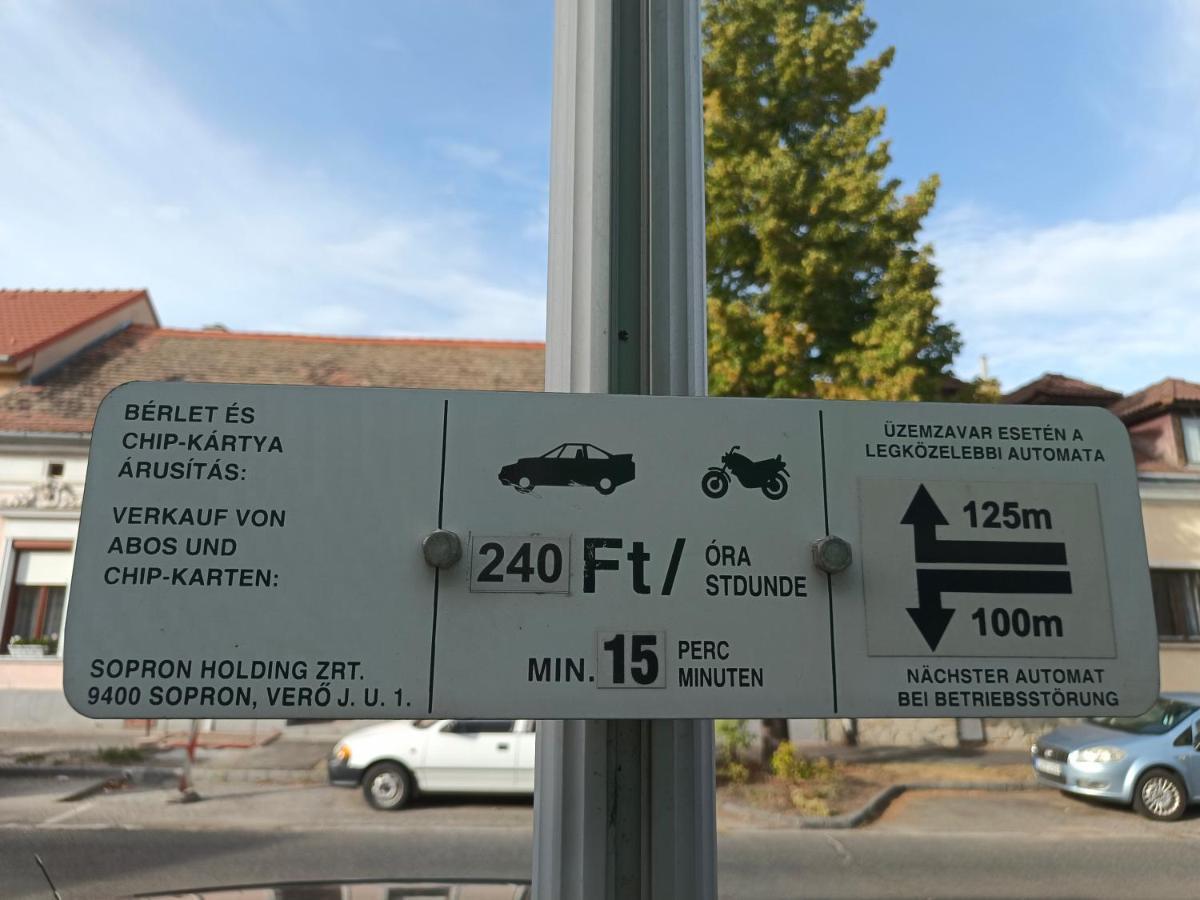 BÉRLET ÉS
CHIP-KÁRTYA
ÁRUSÍTÁS:
VERKAUF VON
ABOS UND
CHIP-KARTEN:
SOPRON HOLDING ZRT.
9400 SOPRON, VERŐ J. U. 1.
240 Ft/ ÓRA
STDUNDE
MIN. 15 PERC
MINUTEN
ÜZEMZAVAR ESETÉN A
LEGKÖZELEBBI AUTOMATA
125m
100m
NÄCHSTER AUTOMAT
BEI BETRIEBSSTÖRUNG